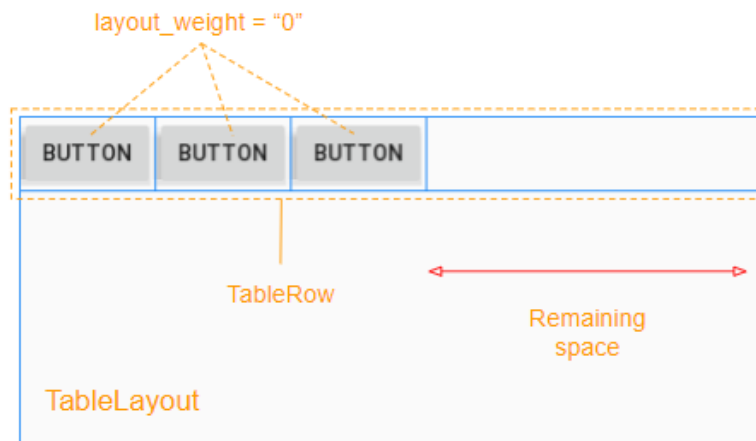 layout_weight = “0”
BUTTON BUTTON BUTTON
TableRow
Remaining
space
TableLayout